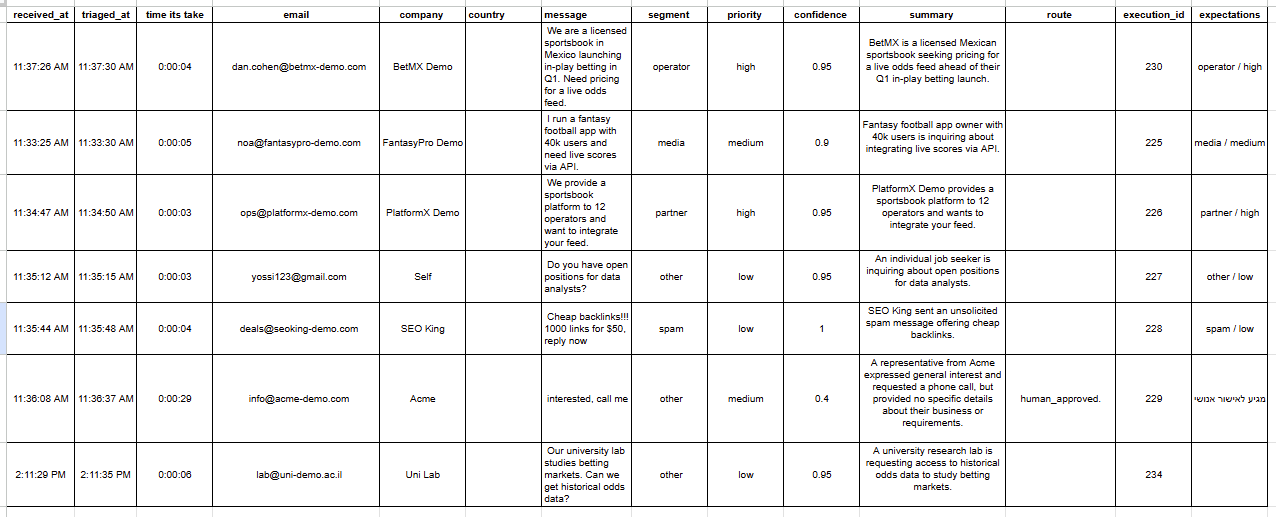 received_at triaged_at time its take email company country message segment priority confidence summary route execution_id expectations
11:37:26 AM 11:37:30 AM 0:00:04 dan.cohen@betmx-demo.com BetMX Demo
We are a licensed
sportsbook in
Mexico launching
in-play betting in
Q1. Need pricing
for a live odds
feed.
operator high 0.95
BetMX is a licensed Mexican
sportsbook seeking pricing for
a live odds feed ahead of their
Q1 in-play betting launch.
230 operator / high
11:33:25 AM 11:33:30 AM 0:00:05 noa@fantasypro-demo.com FantasyPro Demo
I run a fantasy
football app with
40k users and
need live scores
via API.
media medium 0.9
Fantasy football app owner with
40k users is inquiring about
integrating live scores via API.
225 media / medium
11:34:47 AM 11:34:50 AM 0:00:03 ops@platformx-demo.com PlatformX Demo
We provide a
sportsbook
platform to 12
operators and
want to integrate
your feed.
partner high 0.95
PlatformX Demo provides a
sportsbook platform to 12
operators and wants to
integrate your feed.
226 partner / high
11:35:12 AM 11:35:15 AM 0:00:03 yossi123@gmail.com Self
Do you have open
positions for data
analysts?
other low 0.95
An individual job seeker is
inquiring about open positions
for data analysts.
227 other / low
11:35:44 AM 11:35:48 AM 0:00:04 deals@seoking-demo.com SEO King
Cheap backlinks!!!
1000 links for $50,
reply now
spam low 1
SEO King sent an unsolicited
spam message offering cheap
backlinks.
228 spam / low
11:36:08 AM 11:36:37 AM 0:00:29 info@acme-demo.com Acme
interested, call me
other medium 0.4
A representative from Acme
expressed general interest and
requested a phone call, but
provided no specific details
about their business or
requirements.
human_approved. 229 מגיע לאישור אנושי
2:11:29 PM 2:11:35 PM 0:00:06 lab@uni-demo.ac.il Uni Lab
Our university lab
studies betting
markets. Can we
get historical odds
data?
other low 0.95
A university research lab is
requesting access to historical
odds data to study betting
markets.
234